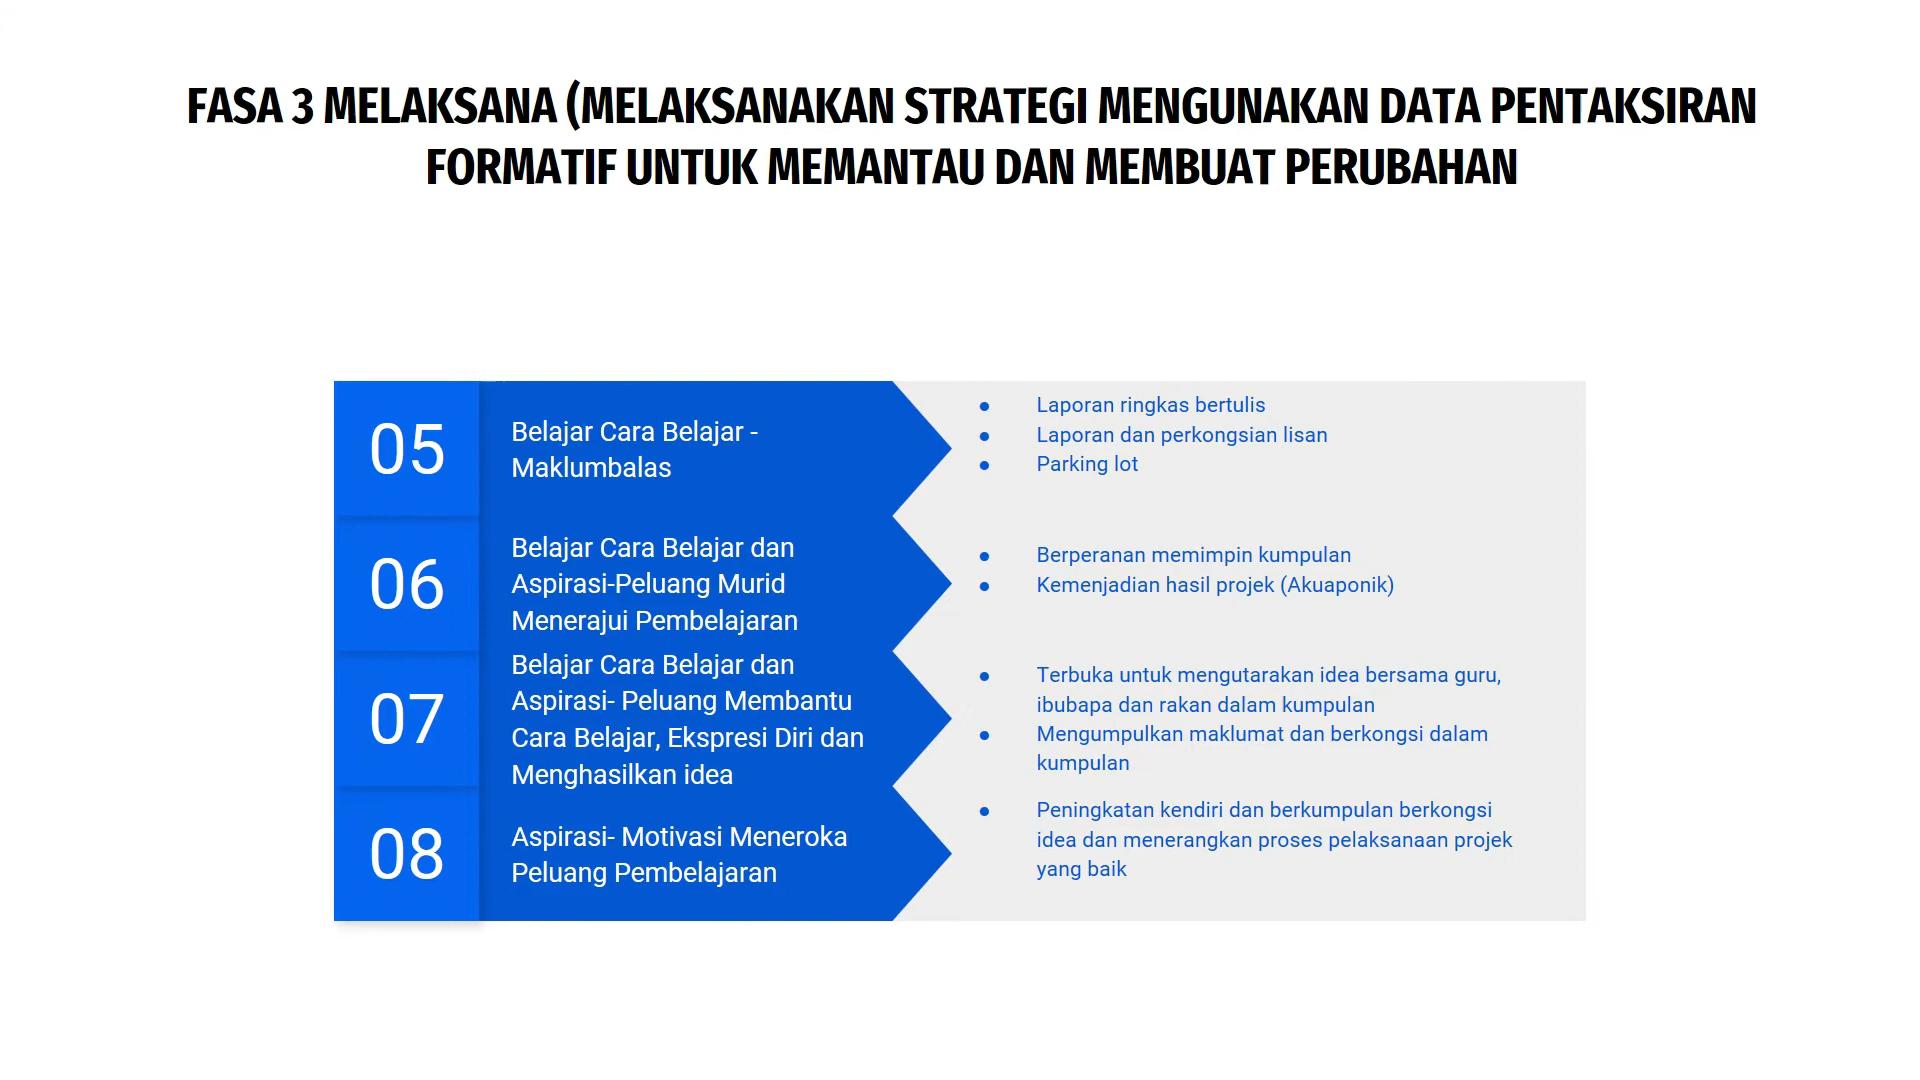 FASA 3 MELAKSANA (MELAKSANAKAN STRATEGI MENGUNAKAN DATA PENTAKSIRAN
FORMATIF UNTUK MEMANTAU DAN MEMBUAT PERUBAHAN
05
Belajar Cara Belajar -
Maklumbalas
● Laporan ringkas bertulis
● Laporan dan perkongsian lisan
● Parking lot
06
Belajar Cara Belajar dan
Aspirasi-Peluang Murid
Menerajui Pembelajaran
● Berperanan memimpin kumpulan
● Kemenjadian hasil projek (Akuaponik)
07
Belajar Cara Belajar dan
Aspirasi- Peluang Membantu
Cara Belajar, Ekspresi Diri dan
Menghasilkan idea
● Terbuka untuk mengutarakan idea bersama guru,
ibubapa dan rakan dalam kumpulan
● Mengumpulkan maklumat dan berkongsi dalam
kumpulan
08
Aspirasi- Motivasi Meneroka
Peluang Pembelajaran
● Peningkatan kendiri dan berkumpulan berkongsi
idea dan menerangkan proses pelaksanaan projek
yang baik